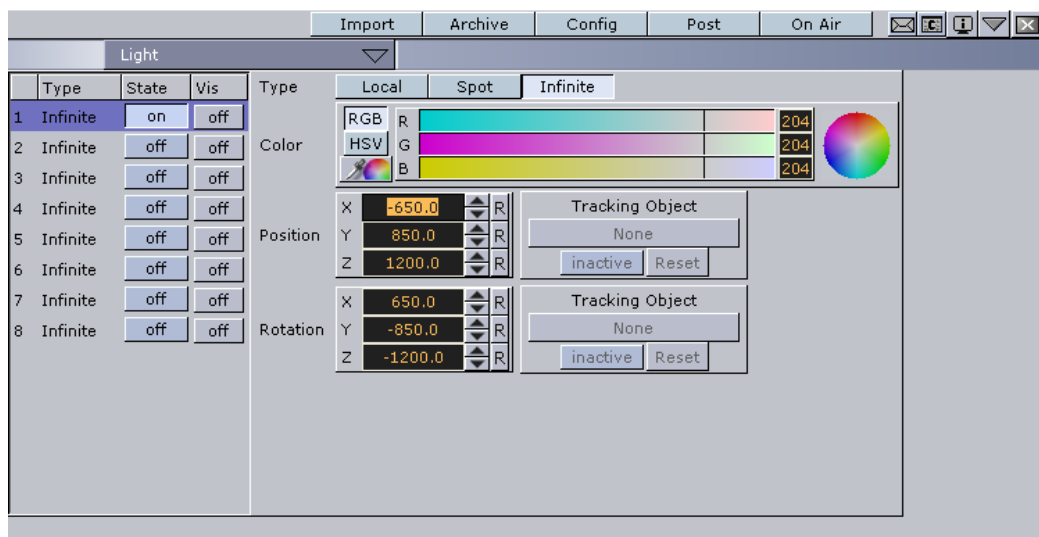 Import Archive Config Post On Air
Light
Type State Vis
1 Infinite on off
2 Infinite off off
3 Infinite off off
4 Infinite off off
5 Infinite off off
6 Infinite off off
7 Infinite off off
8 Infinite off off
Type Local Spot Infinite
Color
RGB R 204
HSV G 204
B 204
Position
X -650.0 R
Y 850.0 R
Z 1200.0 R
Tracking Object
None
inactive Reset
Rotation
X 650.0 R
Y -850.0 R
Z -1200.0 R
Tracking Object
None
inactive Reset